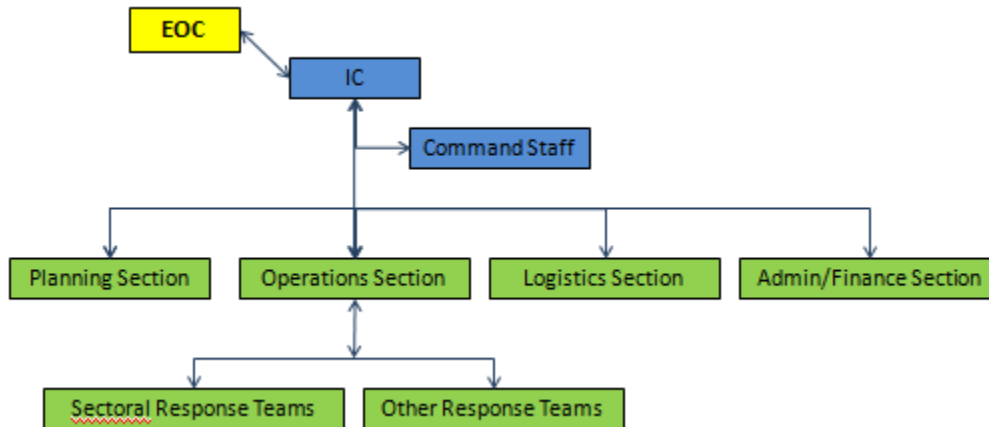 EOC
IC
Command Staff
Planning Section
Operations Section
Logistics Section
Admin/Finance Section
Sectoral Response Teams
Other Response Teams